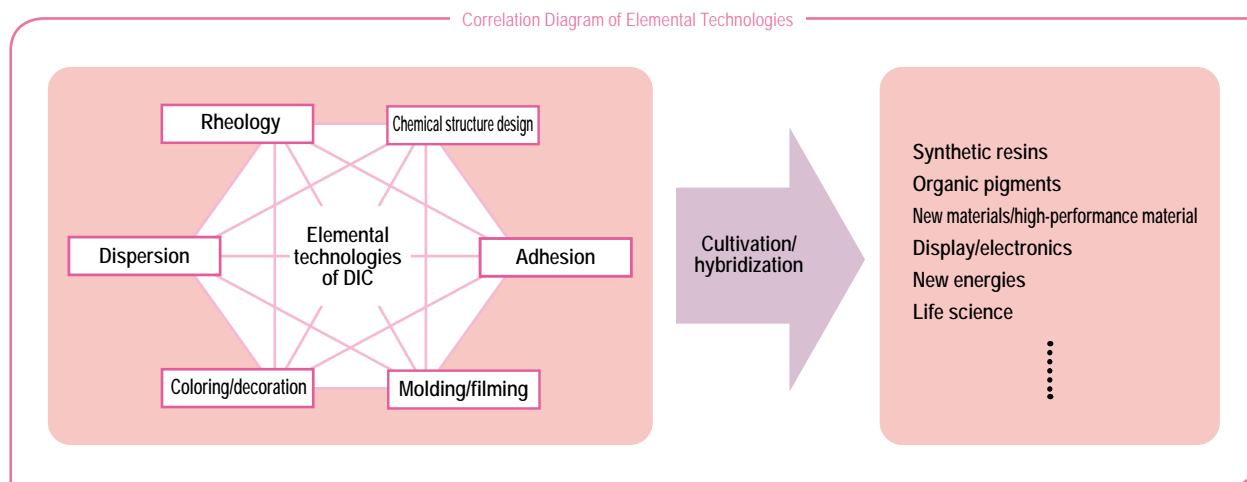 Correlation Diagram of Elemental Technologies
Rheology
Chemical structure design
Dispersion
Elemental
technologies
of DIC
Adhesion
Coloring/decoration
Molding/filming
Cultivation/
hybridization
Synthetic resins
Organic pigments
New materials/high-performance material
Display/electronics
New energies
Life science